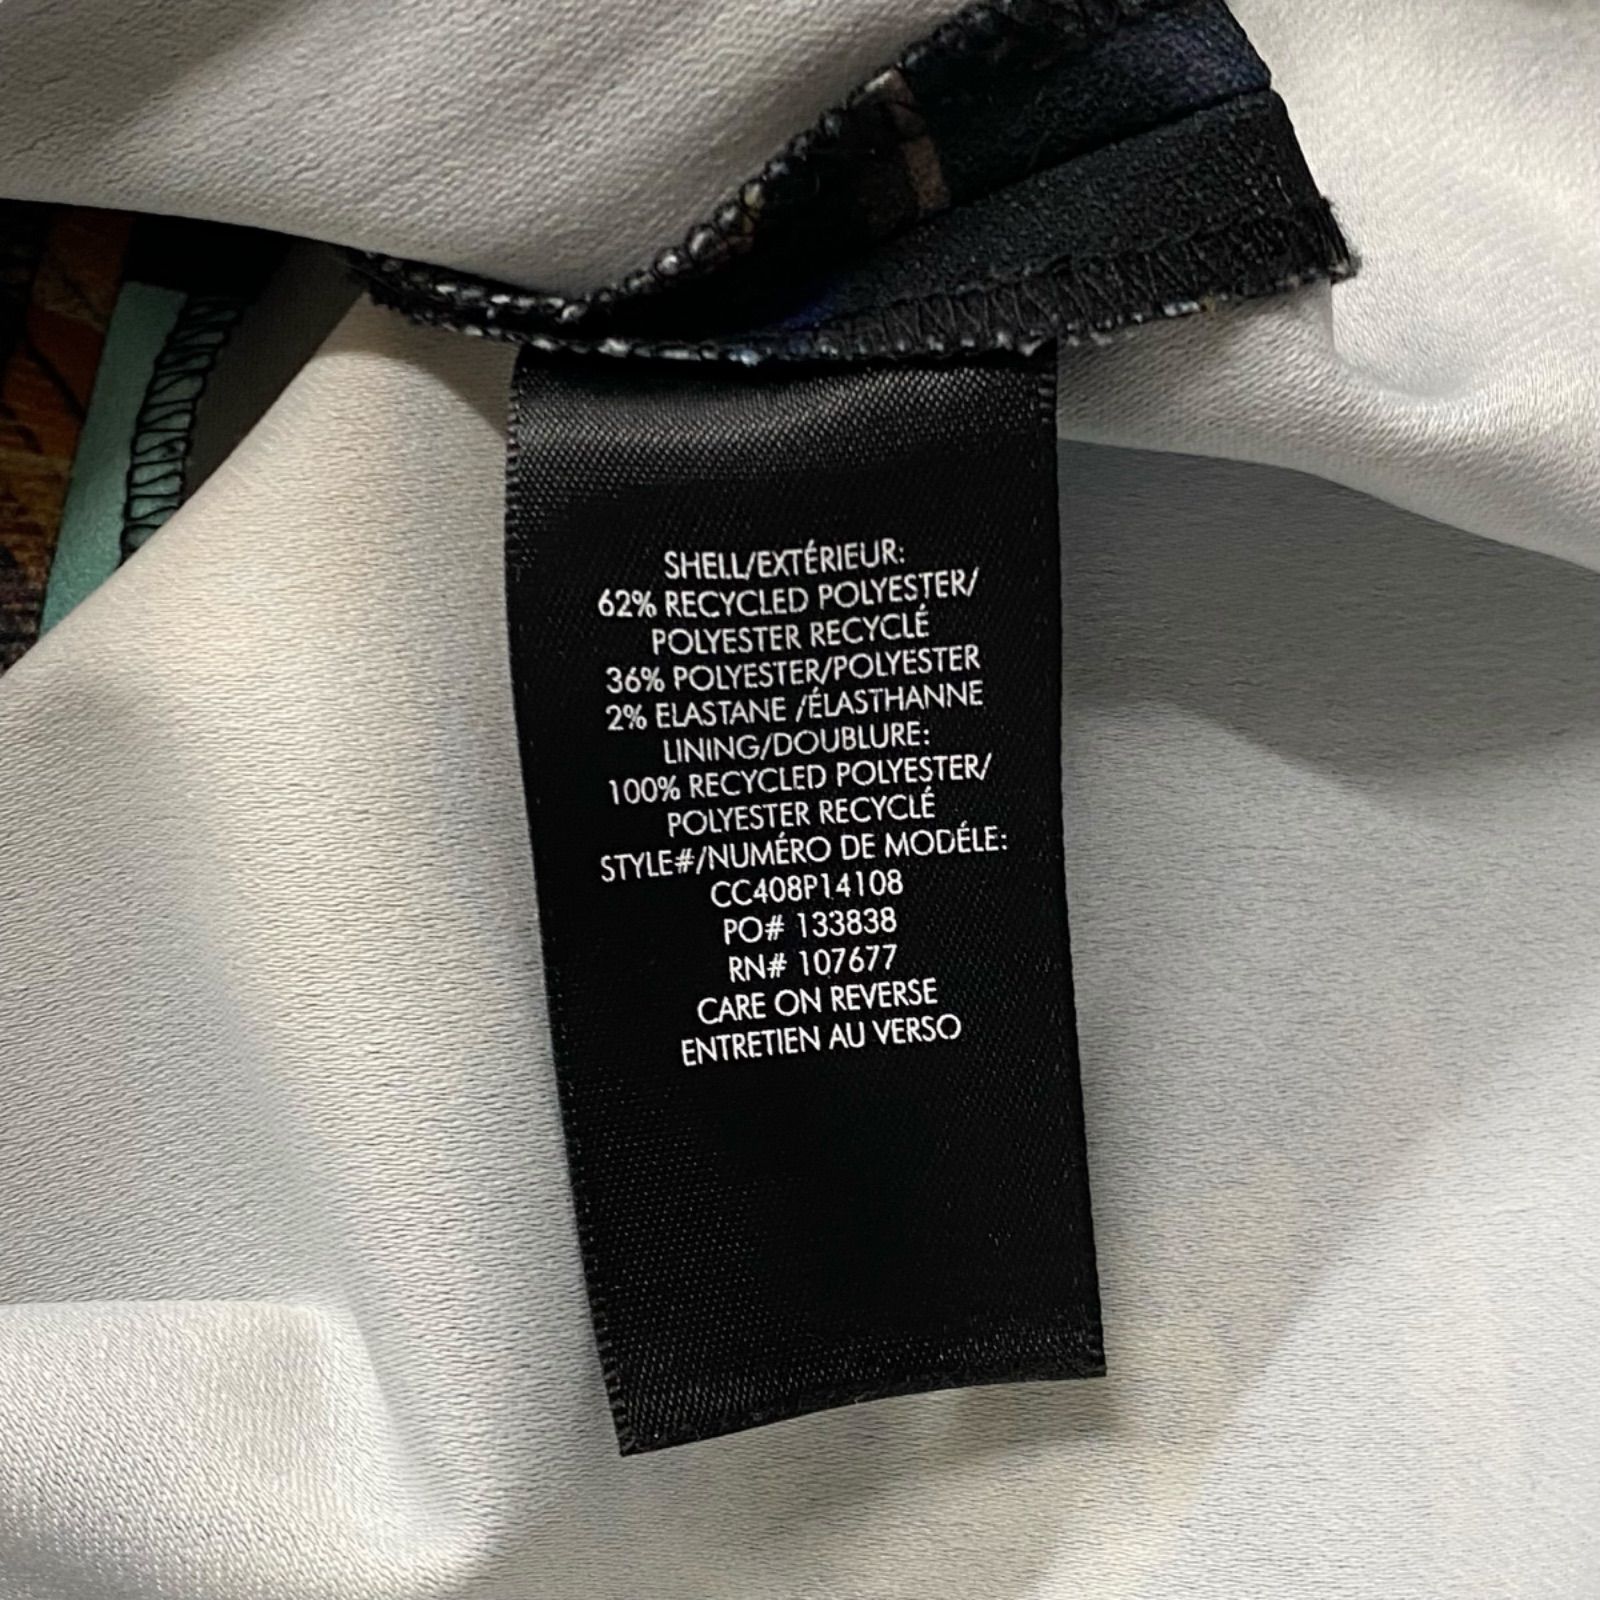 SHELL/EXTÉRIEUR:
62% RECYCLED POLYESTER/
POLYESTER RECYCLÉ
36% POLYESTER/POLYESTER
2% ELASTANE /ÉLASTHANNE
LINING/DOUBLURE:
100% RECYCLED POLYESTER/
POLYESTER RECYCLÉ
STYLE#/NUMÉRO DE MODÉLE:
CC408P14108
PO# 133838
RN# 107677
CARE ON REVERSE
ENTRETIEN AU VERSO